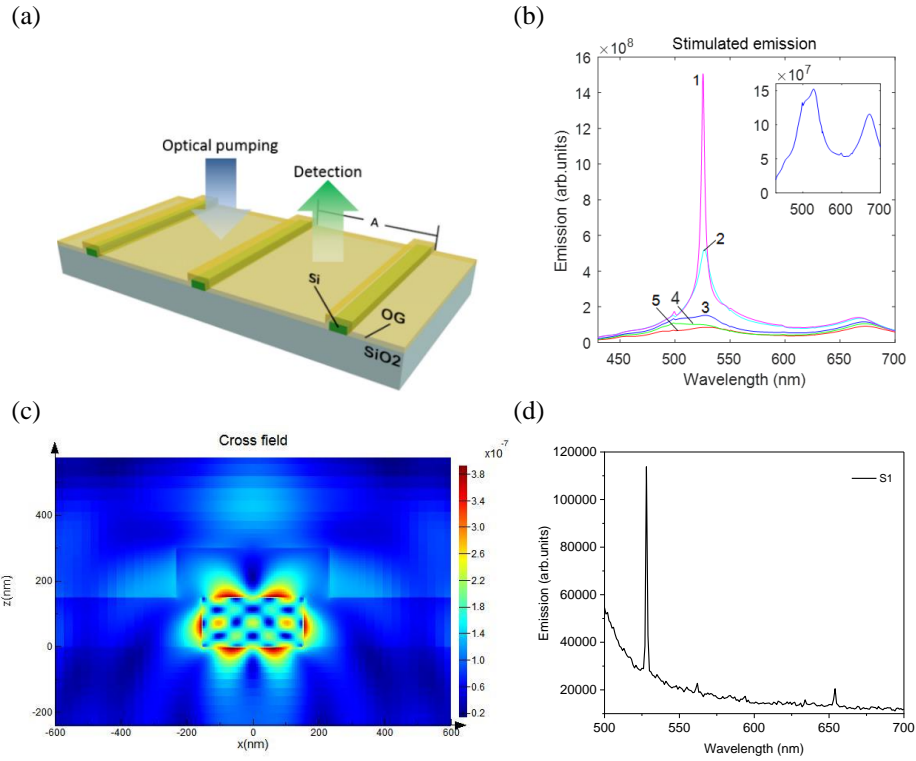 (a)
Optical pumping
Detection
A
Si
OG
SiO2
(b)
Stimulated emission
×10⁸
16
14
12
10
8
6
4
2
0
Emission (arb.units)
1
2
3
4
5
450 500 550 600 650 700
Wavelength (nm)
×10⁷
15
10
5
0
500 600 700
(c)
Cross field
z(nm)
400
200
0
-200
-600 -400 -200 0 200 400 600
x(nm)
x10⁻⁷
3.8
3.4
3.0
2.6
2.2
1.8
1.4
1.0
0.6
0.2
(d)
120000
100000
80000
60000
40000
20000
Emission (arb.units)
S1
500 550 600 650 700
Wavelength (nm)